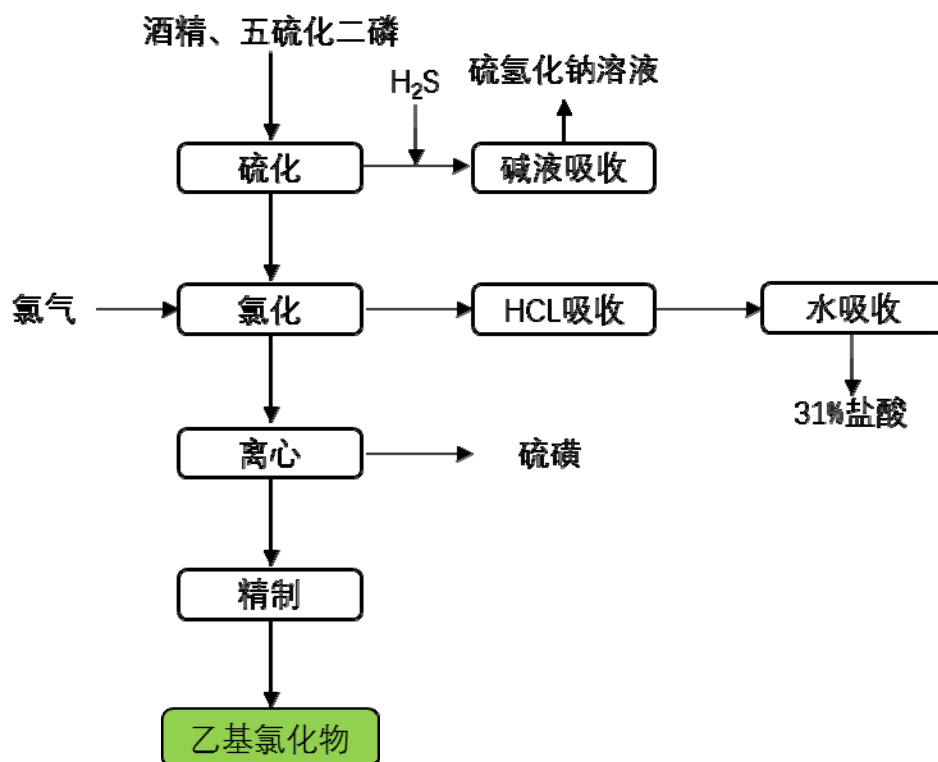 酒精、五硫化二磷
H₂S
硫氢化钠溶液
硫化
碱液吸收
氯气
氯化
HCL吸收
水吸收
31%盐酸
离心
硫磺
精制
乙基氯化物